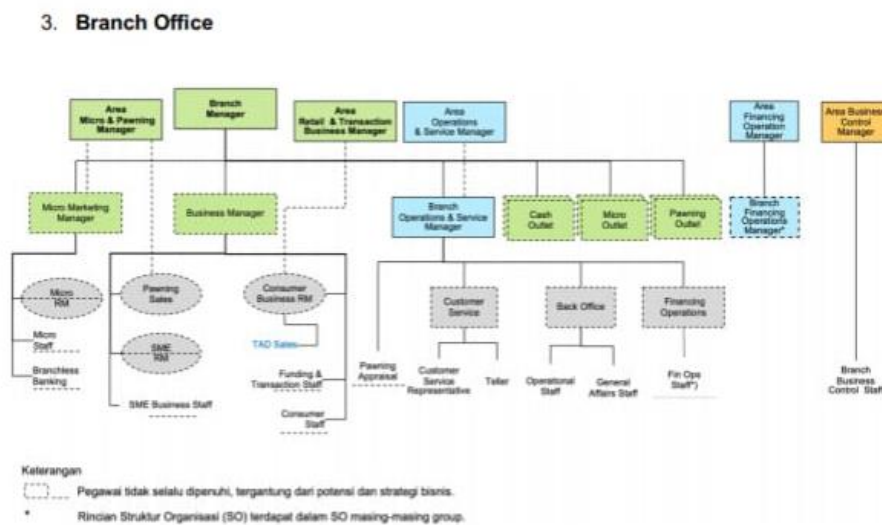 3. Branch Office
Area
Micro & Pawning
Manager
Branch
Manager
Area
Retail & Transaction
Business Manager
Area
Operations
& Service Manager
Area
Financing
Operation
Manager
Area Business
Control
Manager
Micro Marketing
Manager
Business Manager
Branch
Operations & Service
Manager
Cash
Outlet
Micro
Outlet
Pawning
Outlet
Branch
Financing
Operations
Manager*
Micro
RM
Pawning
Sales
Consumer
Business RM
Customer
Service
Back Office
Financing
Operations
Micro
Staff
SME
RM
TAD Sales
Branchless
Banking
Funding &
Transaction Staff
Pawning
Appraisal
Customer
Service
Representative
Teller
Operational
Staff
General
Affairs Staff
Fin Ops
Staff*)
Branch
Business
Control Staff
SME Business Staff
Consumer
Staff
Keterangan
Pegawai tidak selalu dipenuhi, tergantung dari potensi dan strategi bisnis.
* Rincian Struktur Organisasi (SO) terdapat dalam SO masing-masing group.